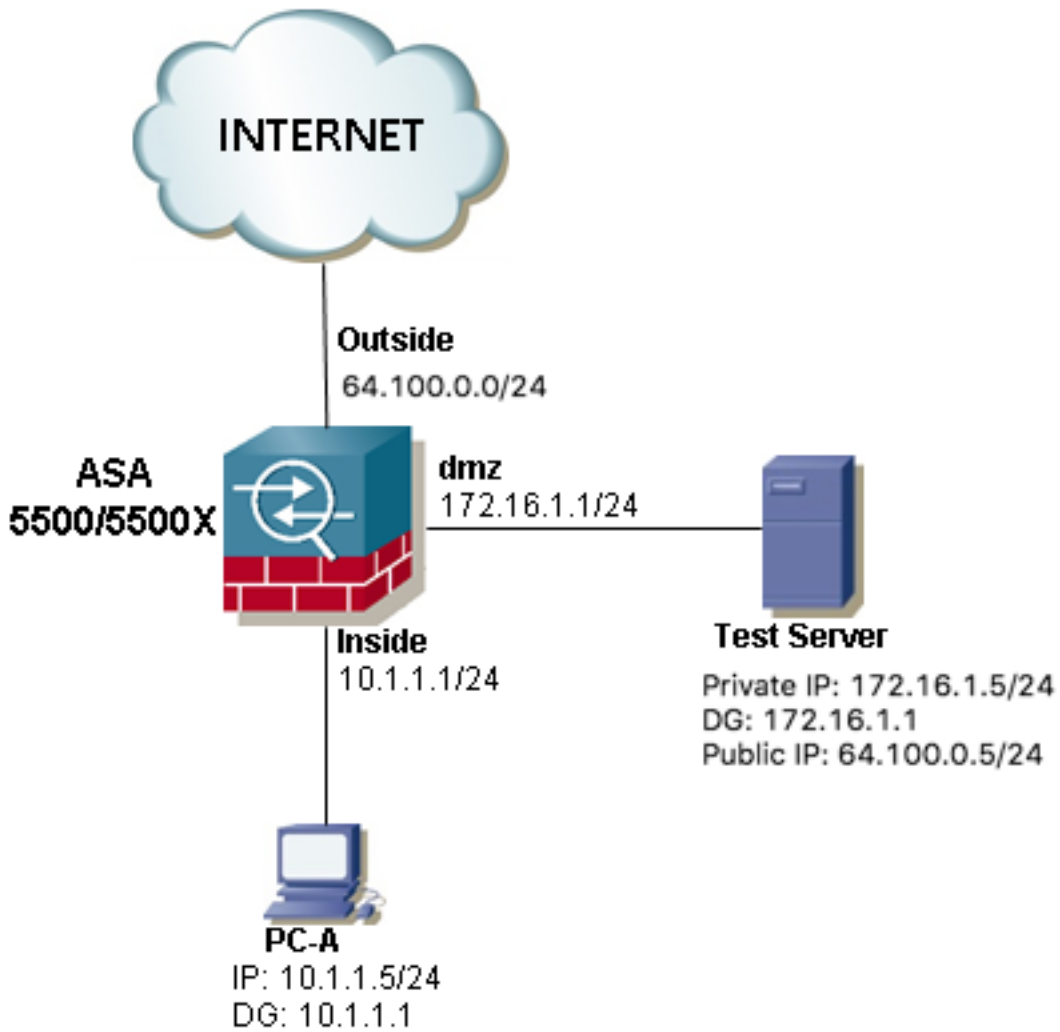 INTERNET
Outside
64.100.0.0/24
ASA
5500/5500X
dmz
172.16.1.1/24
Inside
10.1.1.1/24
Test Server
Private IP: 172.16.1.5/24
DG: 172.16.1.1
Public IP: 64.100.0.5/24
PC-A
IP: 10.1.1.5/24
DG: 10.1.1.1